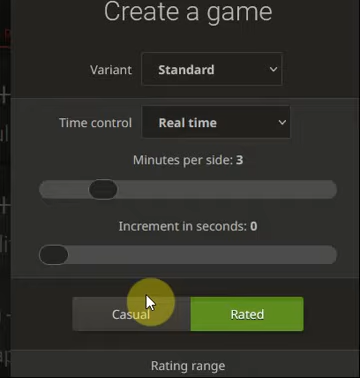 Create a game
Variant Standard
Time control Real time
Minutes per side: 3
Increment in seconds: 0
Casual Rated
Rating range